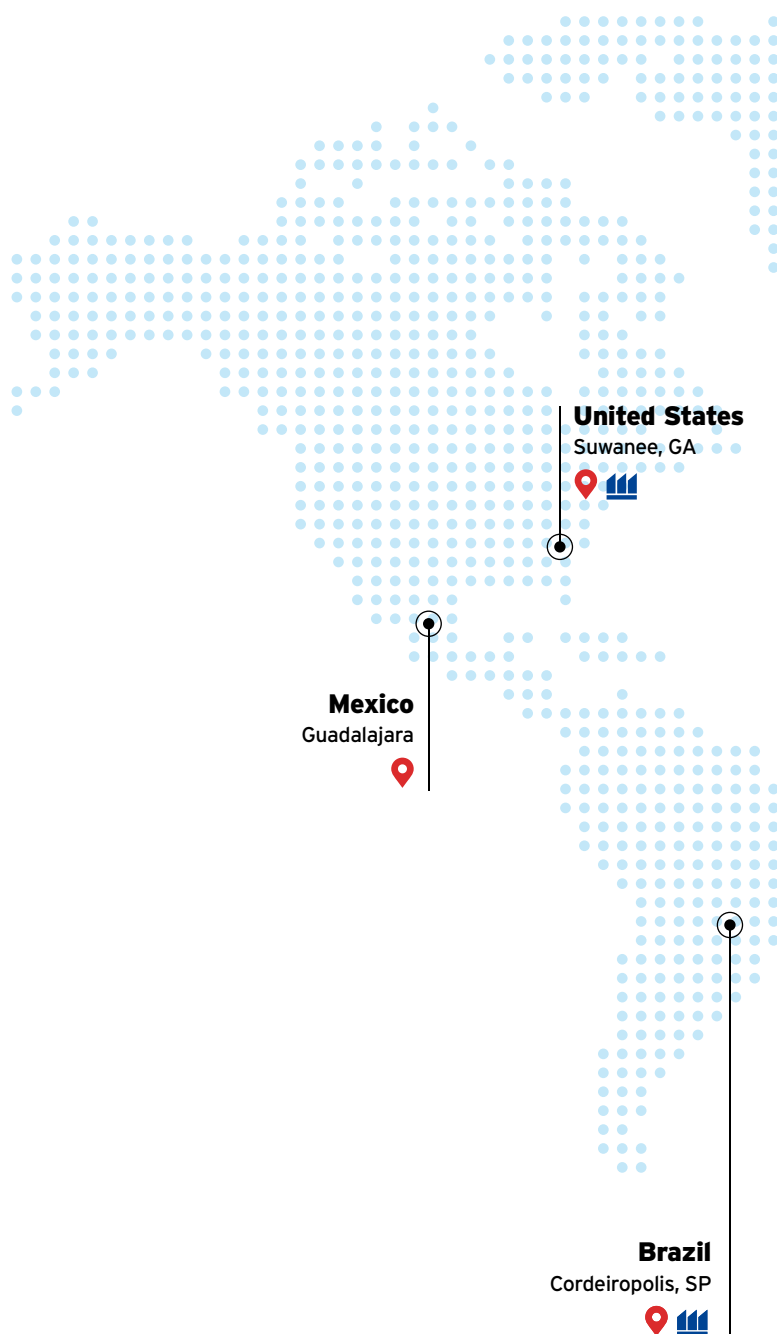 United States
Suwanee, GA
Mexico
Guadalajara
Brazil
Cordeiropolis, SP